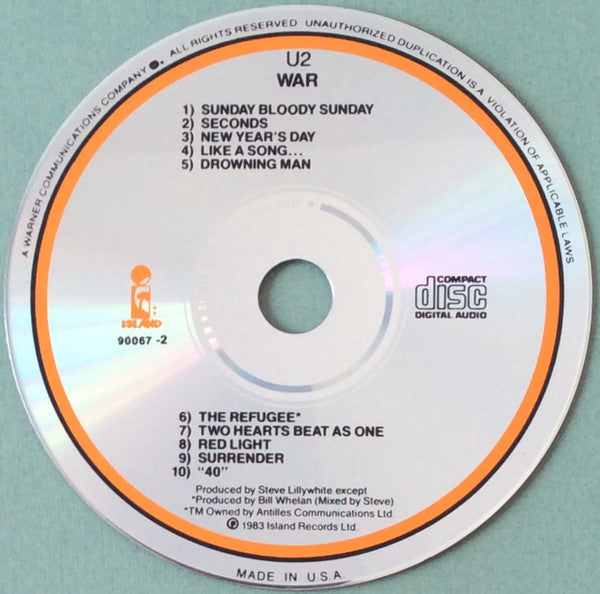 A WARNER COMMUNICATIONS COMPANY ALL RIGHTS RESERVED. UNAUTHORIZED DUPLICATION IS A VIOLATION OF APPLICABLE LAWS
U2
WAR
1) SUNDAY BLOODY SUNDAY
2) SECONDS
3) NEW YEAR'S DAY
4) LIKE A SONG...
5) DROWNING MAN
i
ISLAND
90067 -2
COMPACT
disc
DIGITAL AUDIO
6) THE REFUGEE*
7) TWO HEARTS BEAT AS ONE
8) RED LIGHT
9) SURRENDER
10) "40"
Produced by Steve Lillywhite except
*Produced by Bill Whelan (Mixed by Steve)
*TM Owned by Antilles Communications Ltd.
℗ 1983 Island Records Ltd.
MADE IN U.S.A.